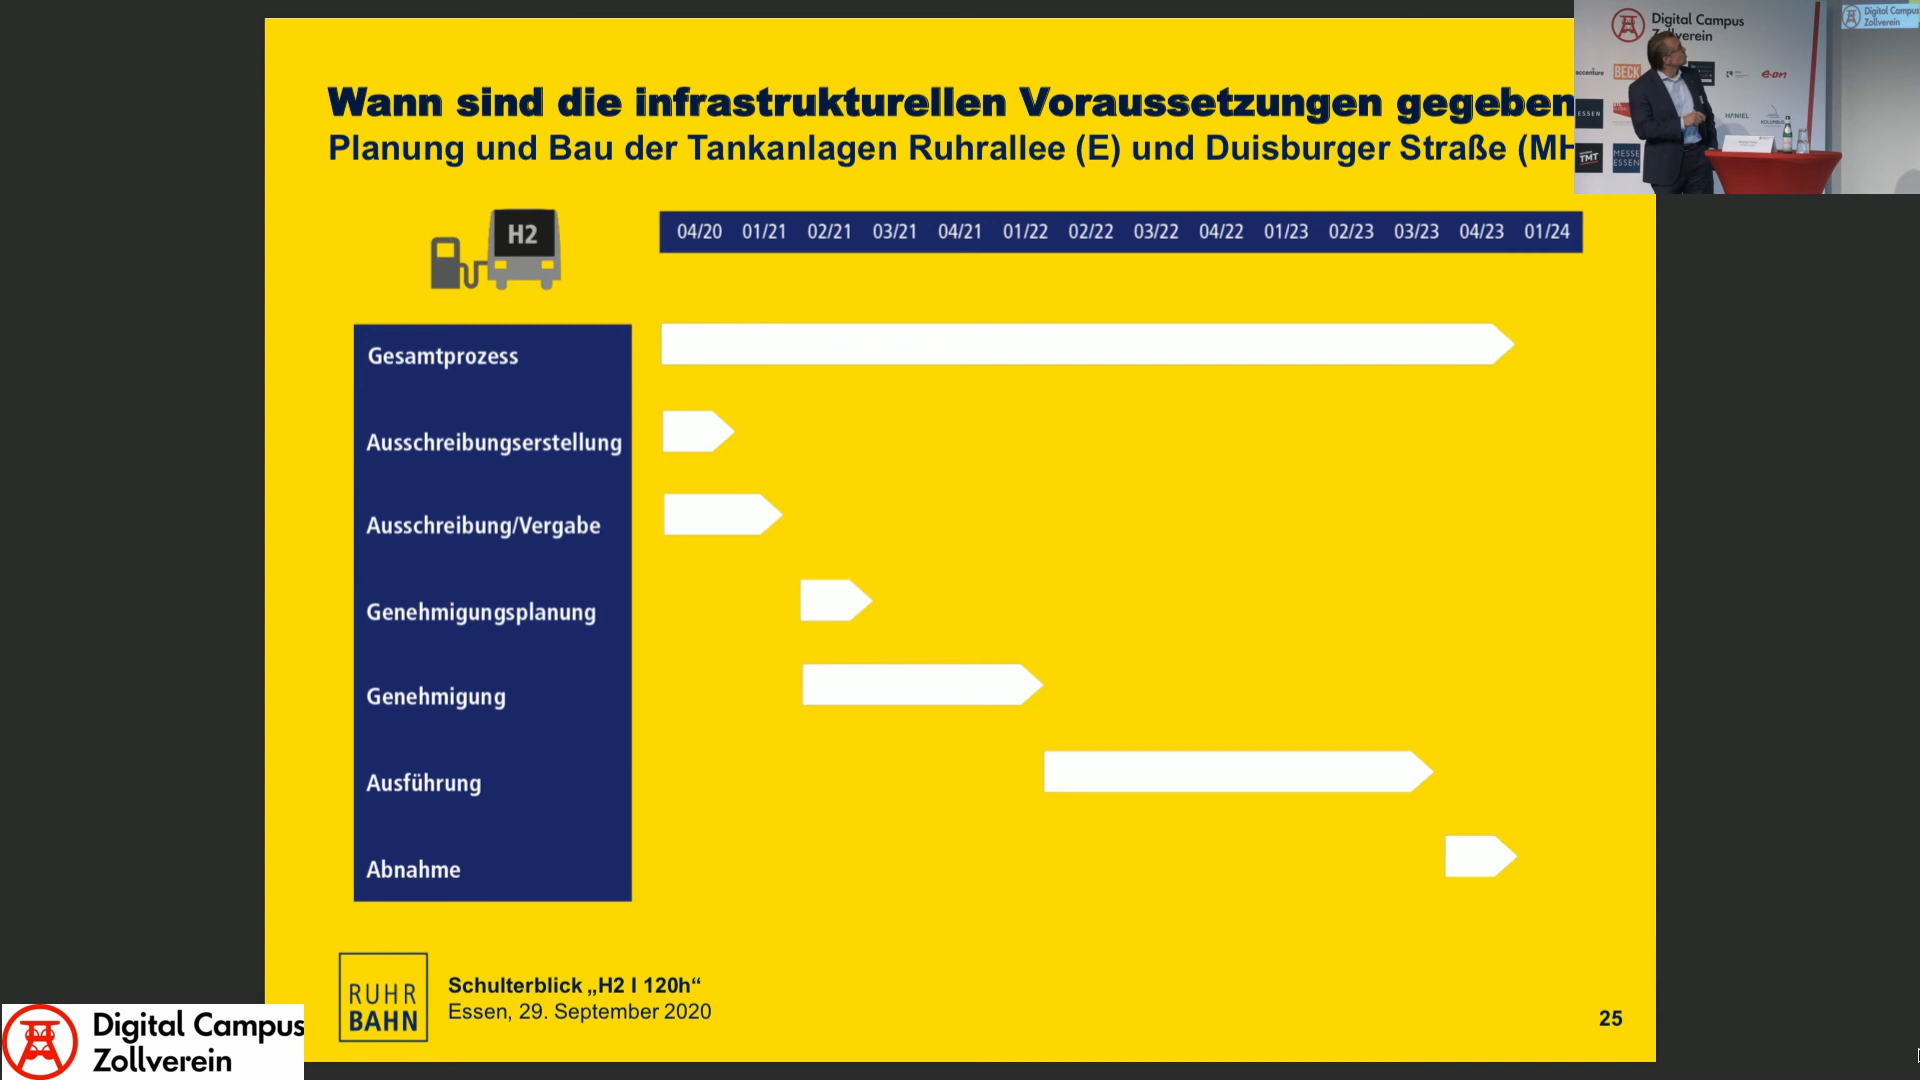 Wann sind die infrastrukturellen Voraussetzungen gegeben
Planung und Bau der Tankanlagen Ruhrallee (E) und Duisburger Straße (MH
H2
04/20 01/21 02/21 03/21 04/21 01/22 02/22 03/22 04/22 01/23 02/23 03/23 04/23 01/24
Gesamtprozess
Ausschreibungserstellung
Ausschreibung/Vergabe
Genehmigungsplanung
Genehmigung
Ausführung
Abnahme
RUHR
BAHN
Schulterblick „H2 I 120h“
Essen, 29. September 2020
25
Digital Campus
Zollverein
Digital Campus
Zollverein
Digital Campus
Zollverein
accenture
BECK
e·on
ESSEN
HANIEL
TMT
MESSE
ESSEN